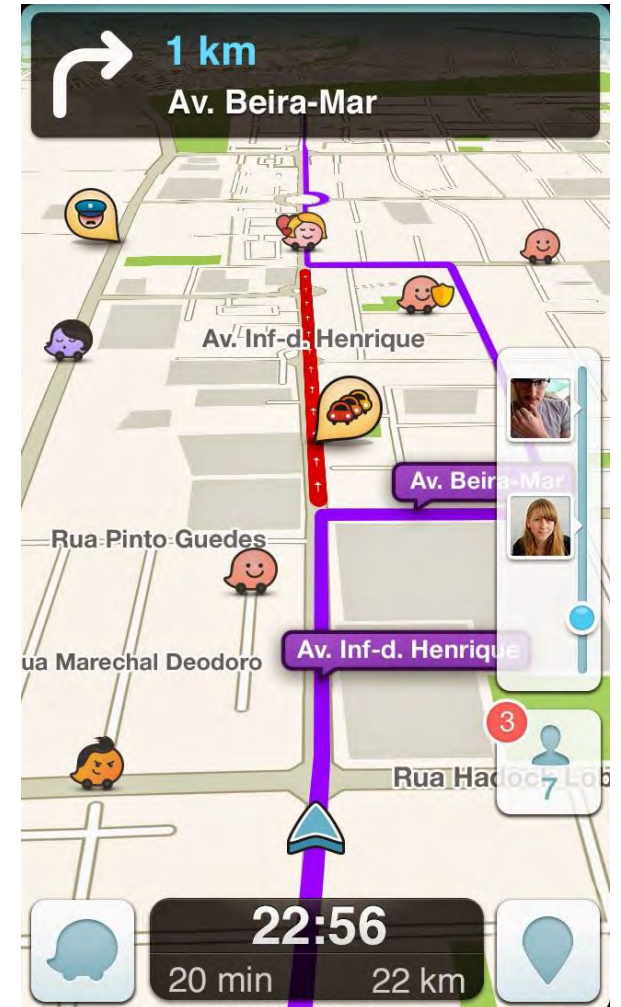 1 km
Av. Beira-Mar
Av. Inf-d. Henrique
Av. Beira-Mar
Rua Pinto Guedes
Av. Inf-d. Henrique
ua Marechal Deodoro
3
Rua Hadock Lob
7
22:56
20 min
22 km